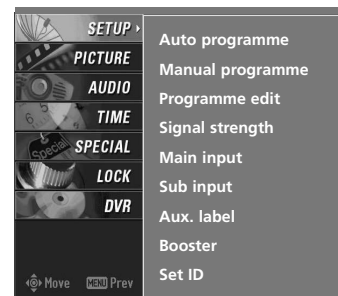 SETUP
PICTURE
AUDIO
TIME
SPECIAL
LOCK
DVR
Move MENU Prev
Auto programme
Manual programme
Programme edit
Signal strength
Main input
Sub input
Aux. label
Booster
Set ID